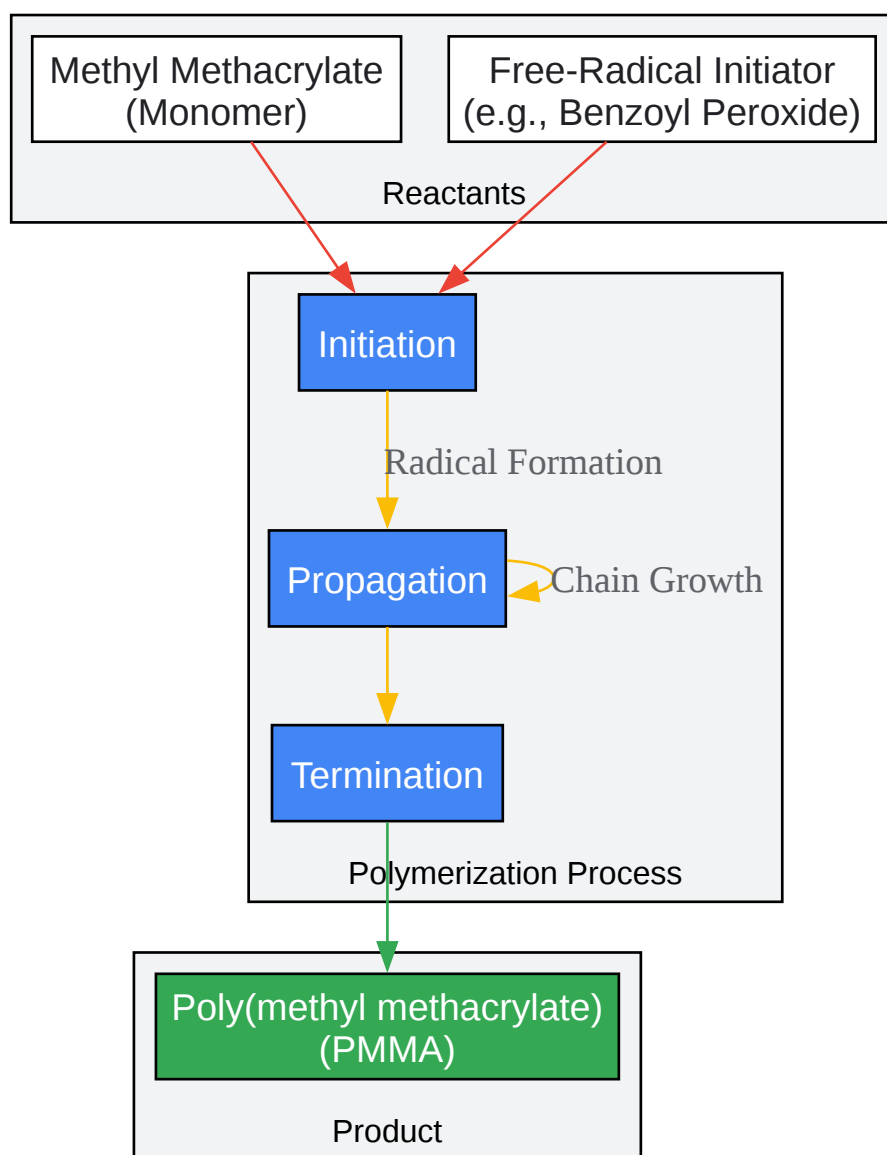 Methyl Methacrylate
(Monomer)
Free-Radical Initiator
(e.g., Benzoyl Peroxide)
Reactants
Initiation
Radical Formation
Propagation
Chain Growth
Termination
Polymerization Process
Poly(methyl methacrylate)
(PMMA)
Product